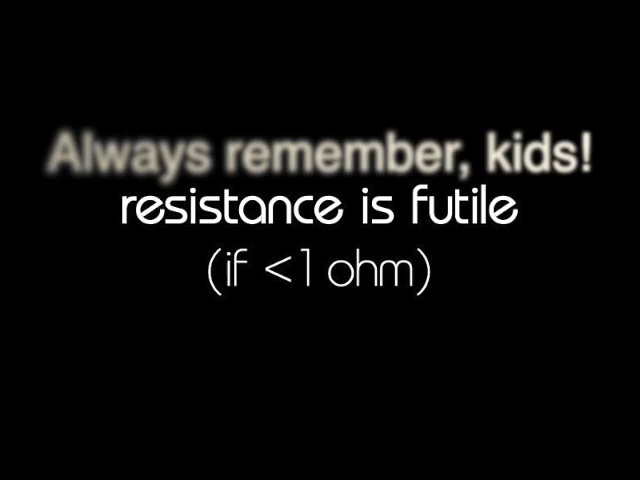 Always remember, kids!
resistance is futile
(if <1 ohm)